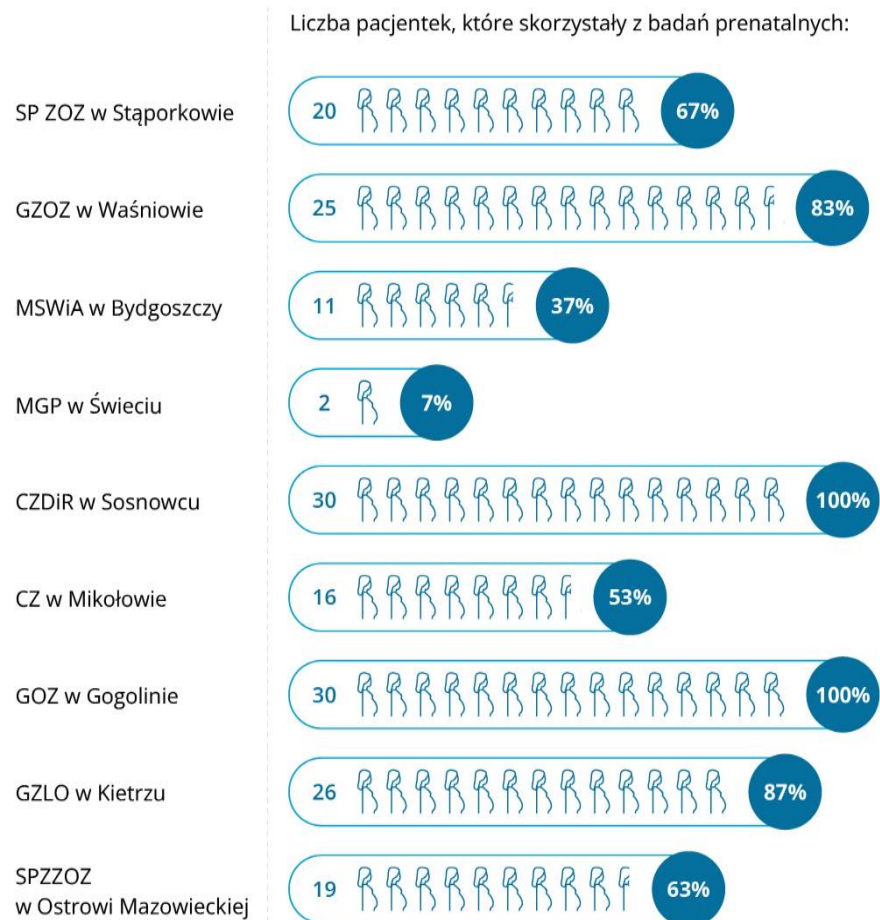 Liczba pacjentek, które skorzystały z badań prenatalnych:
SP ZOZ w Stąporkowie 20 67%
GZOZ w Waśniowie 25 83%
MSWiA w Bydgoszczy 11 37%
MGP w Świeciu 2 7%
CZDiR w Sosnowcu 30 100%
CZ w Mikołowie 16 53%
GOZ w Gogolinie 30 100%
GZLO w Kietrzu 26 87%
SPZZOZ
w Ostrowi Mazowieckiej 19 63%